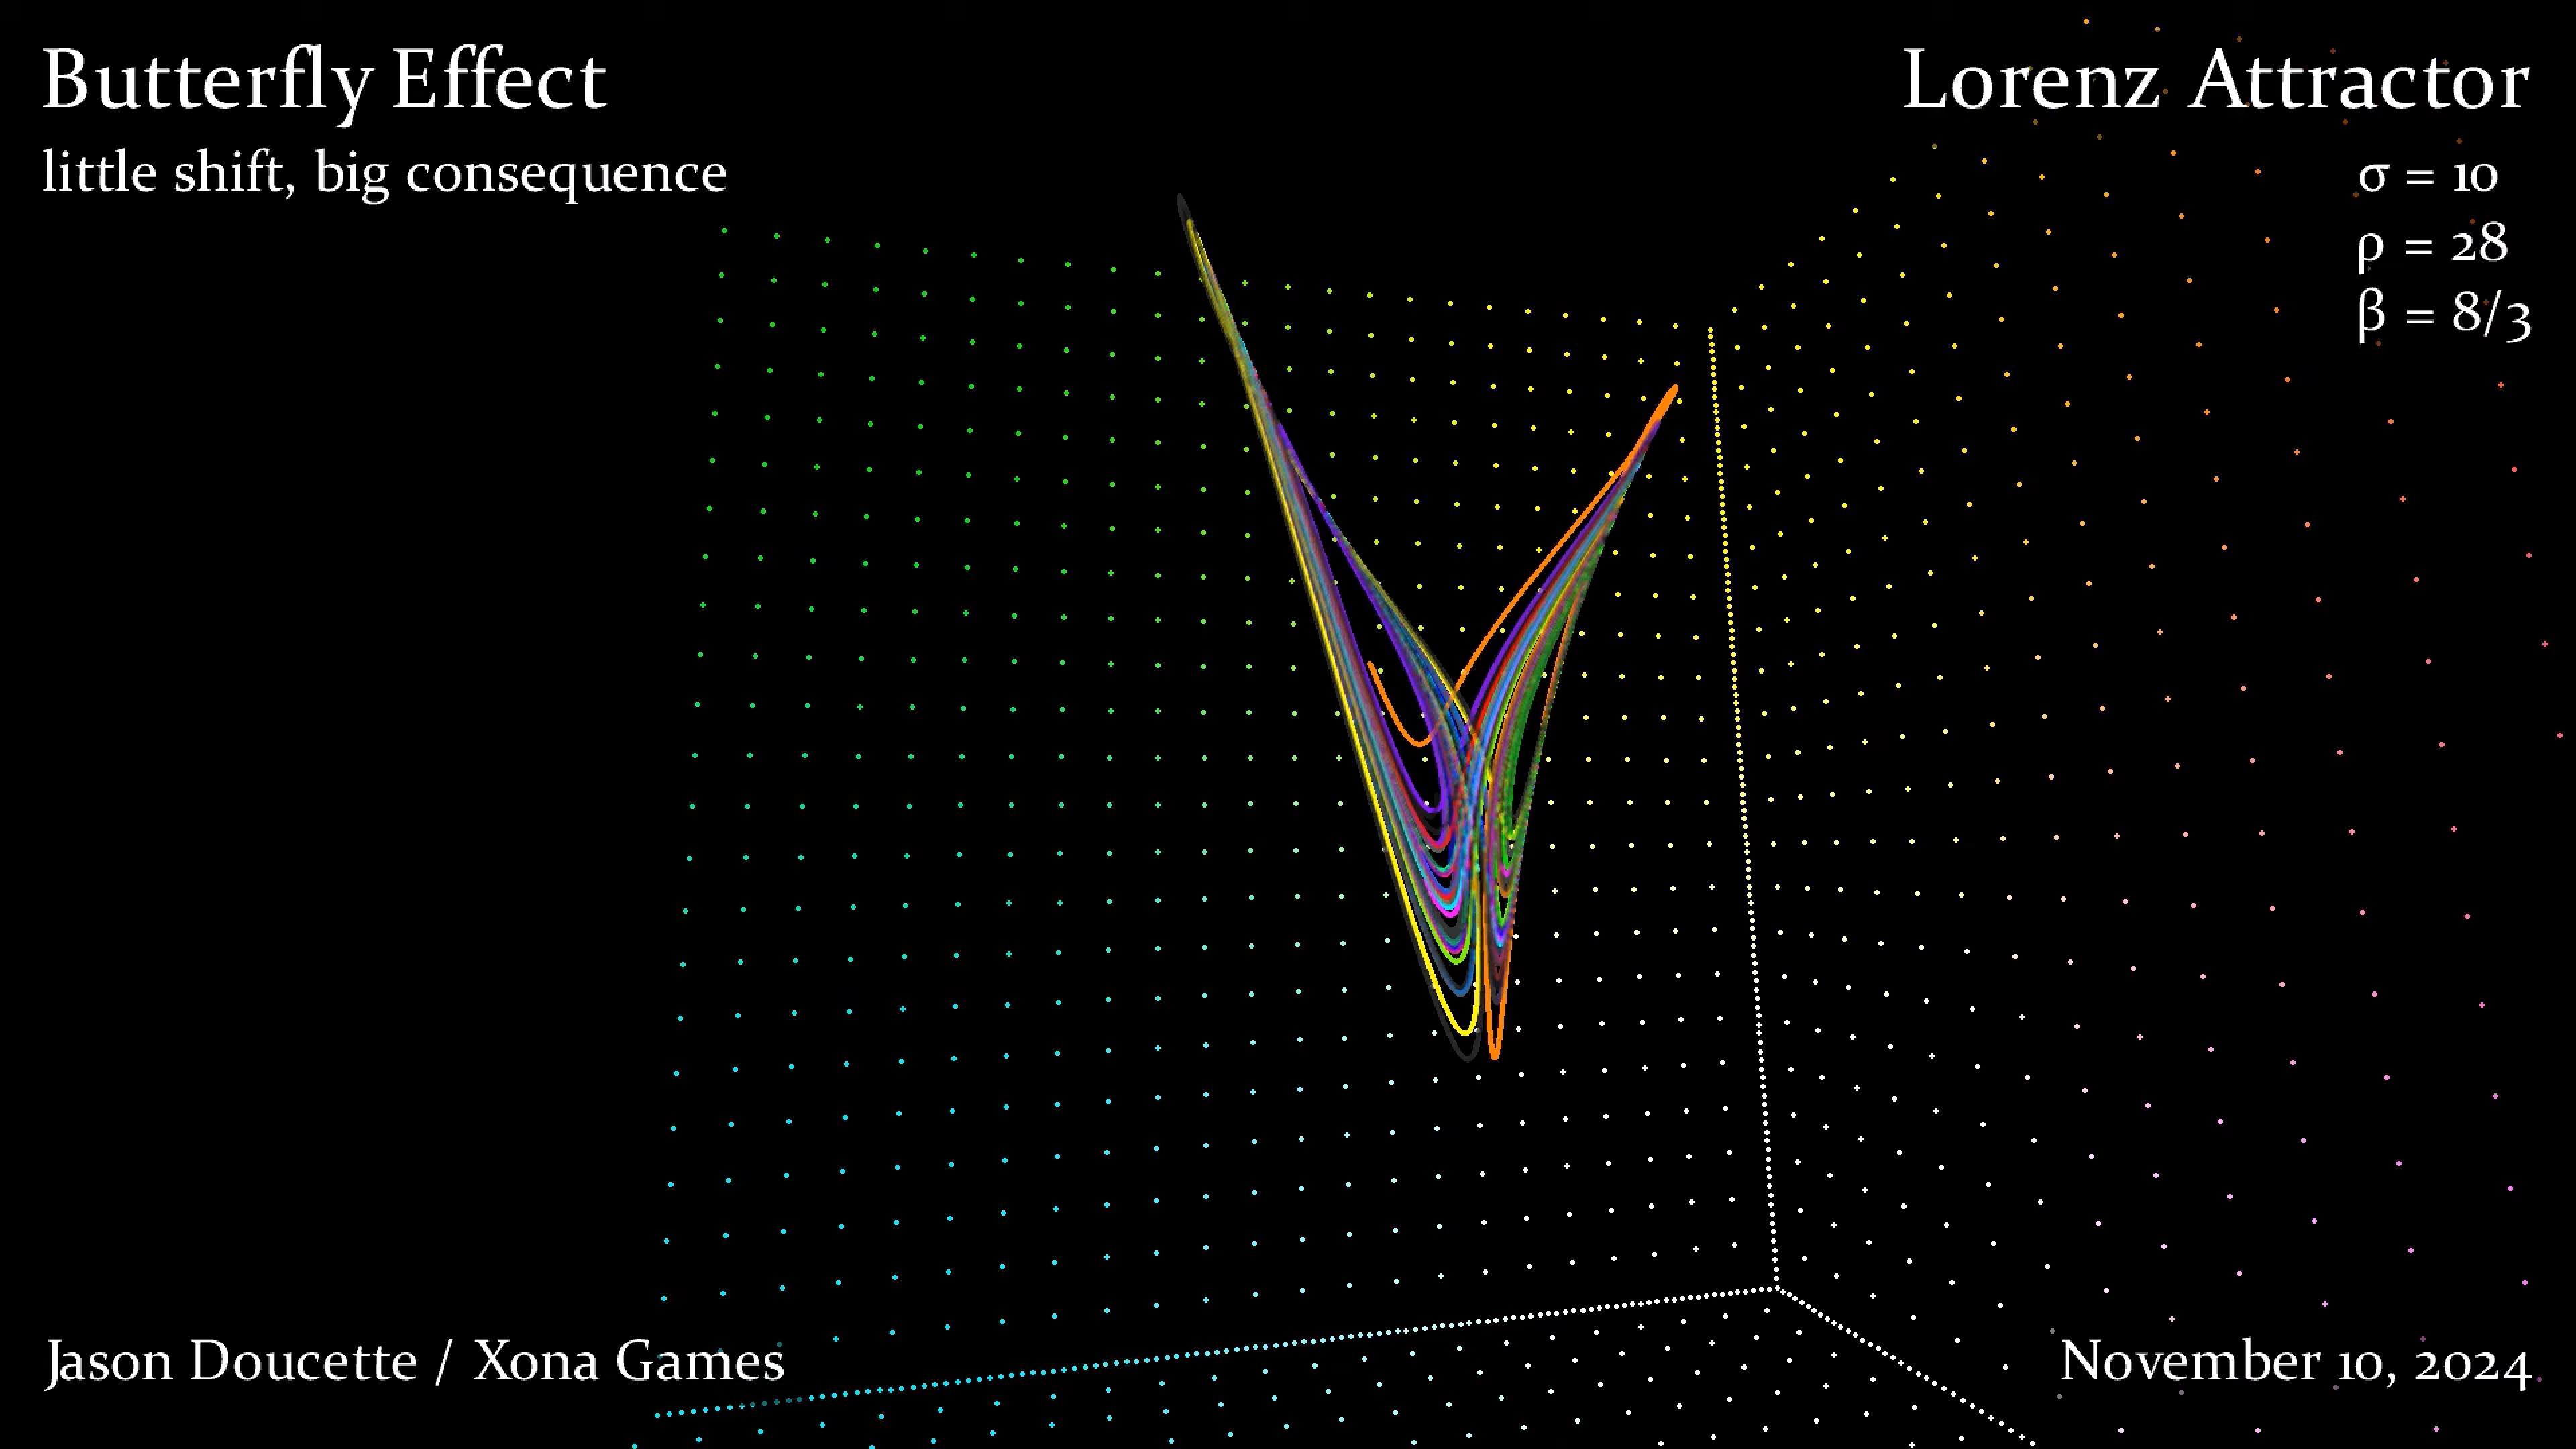 Butterfly Effect
little shift, big consequence
Lorenz Attractor
σ = 10
ρ = 28
β = 8/3
Jason Doucette / Xona Games
November 10, 2024